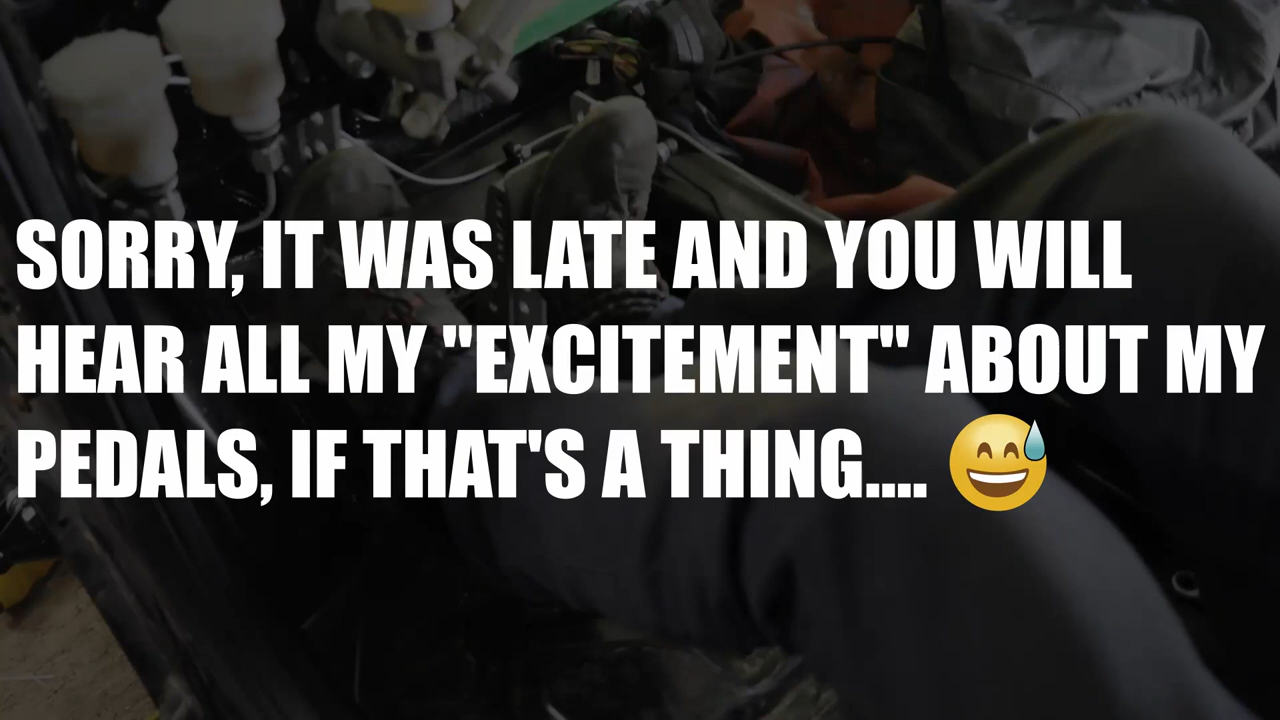 SORRY, IT WAS LATE AND YOU WILL
HEAR ALL MY "EXCITEMENT" ABOUT MY
PEDALS, IF THAT'S A THING.... 😅